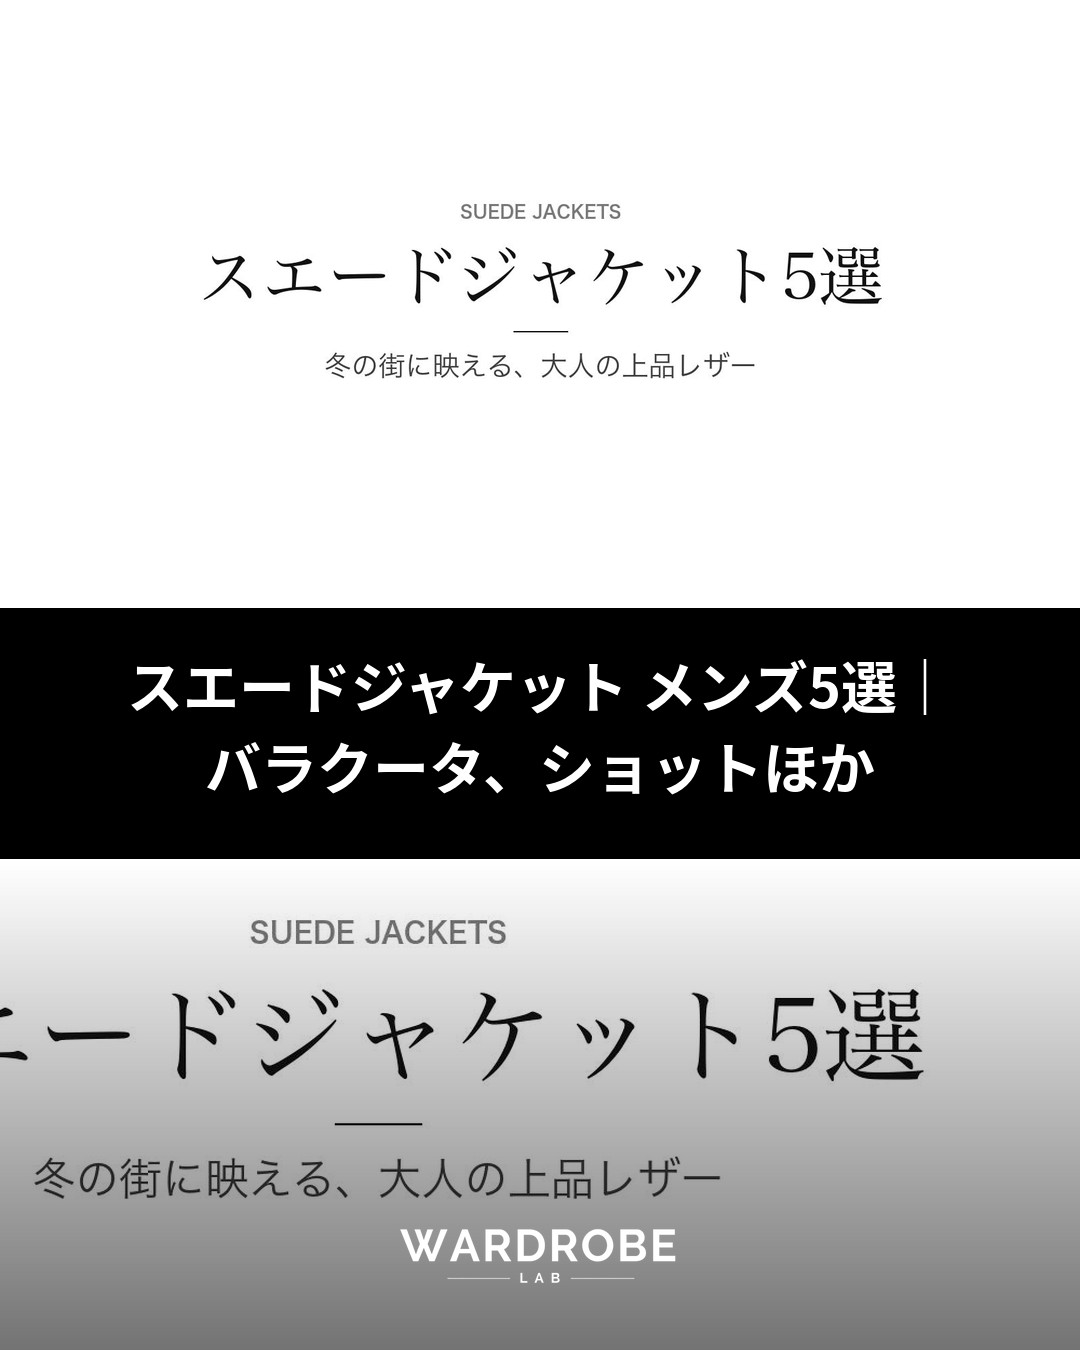 SUEDE JACKETS
スエードジャケット5選
冬の街に映える、大人の上品レザー
スエードジャケット メンズ5選｜
バラクータ、ショットほか
SUEDE JACKETS
エードジャケット5選
冬の街に映える、大人の上品レザー
WARDROBE
LAB